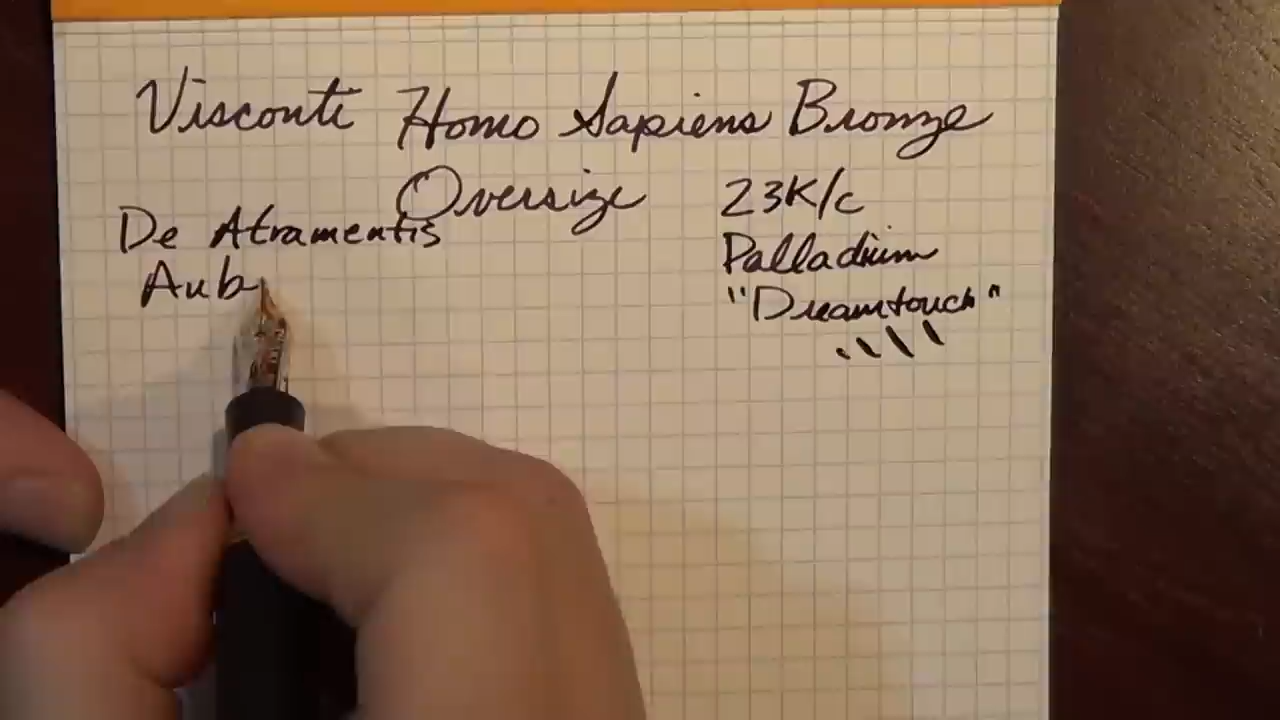 Visconti Homo Sapiens Bronze
Oversize
23K/c
Palladium
"Dreamtouch"
De Atramentis
Aub